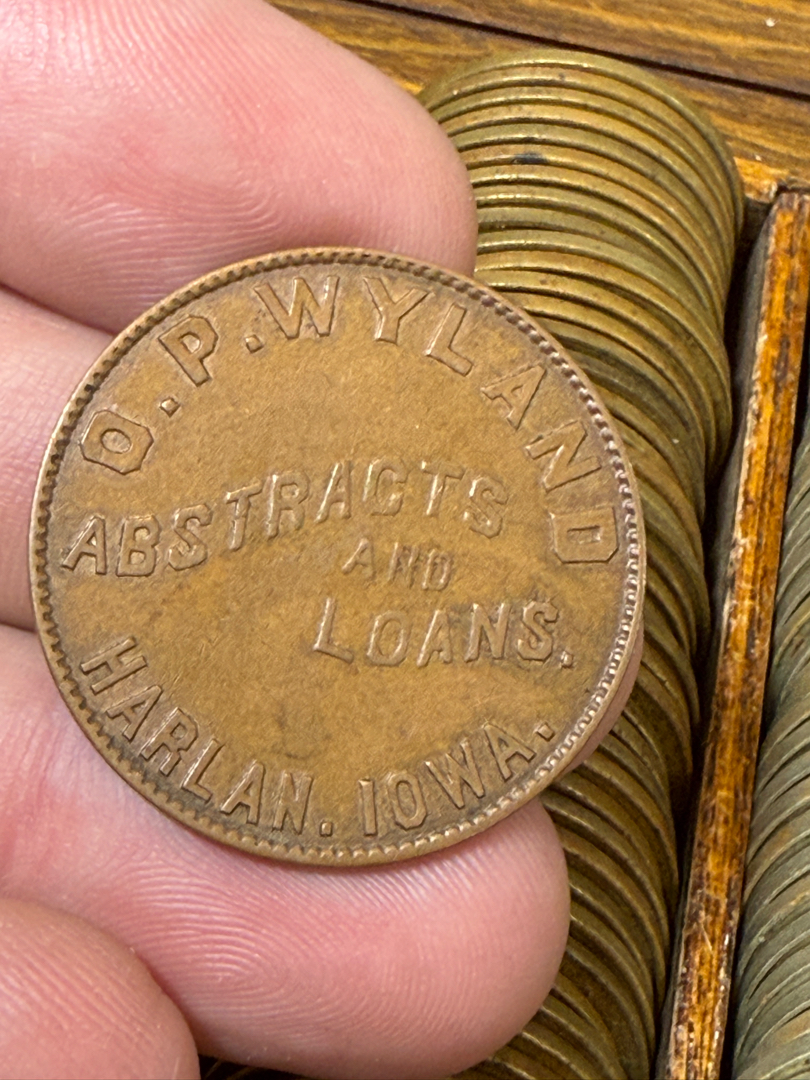 O.P.WYLAND
ABSTRACTS
AND
LOANS.
HARLAN. IOWA.